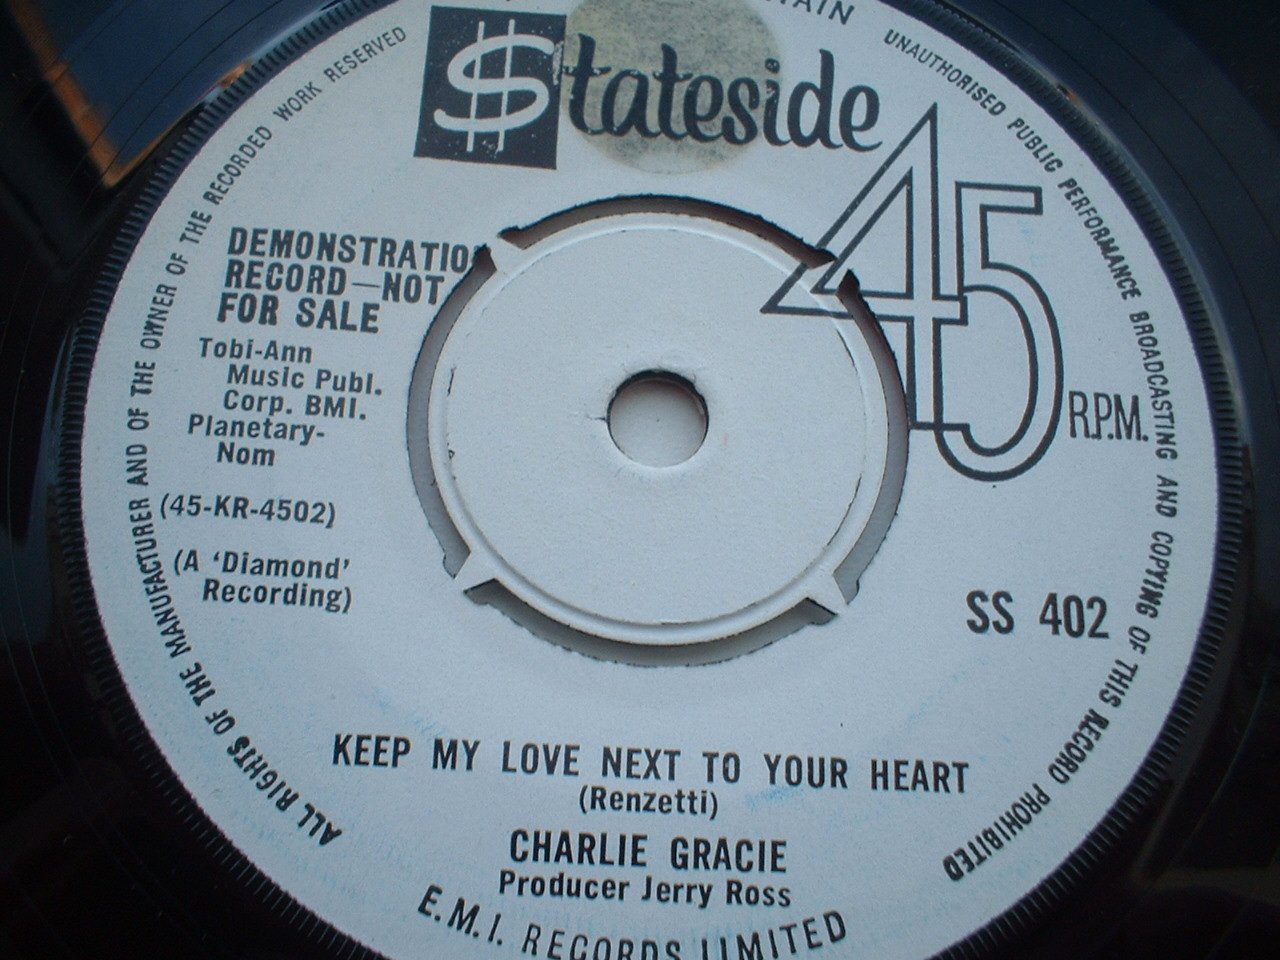 Stateside
45
R.P.M.
DEMONSTRATIO
RECORD—NOT
FOR SALE
Tobi-Ann
Music Publ.
Corp. BMI.
Planetary-
Nom
(45-KR-4502)
(A ‘Diamond’
Recording)
SS 402
KEEP MY LOVE NEXT TO YOUR HEART
(Renzetti)
CHARLIE GRACIE
Producer Jerry Ross
E.M.I. RECORDS LIMITED
ALL RIGHTS OF THE MANUFACTURER AND OF THE OWNER OF THE RECORDED WORK RESERVED
UNAUTHORISED PUBLIC PERFORMANCE BROADCASTING AND COPYING OF THIS RECORD PROHIBITED